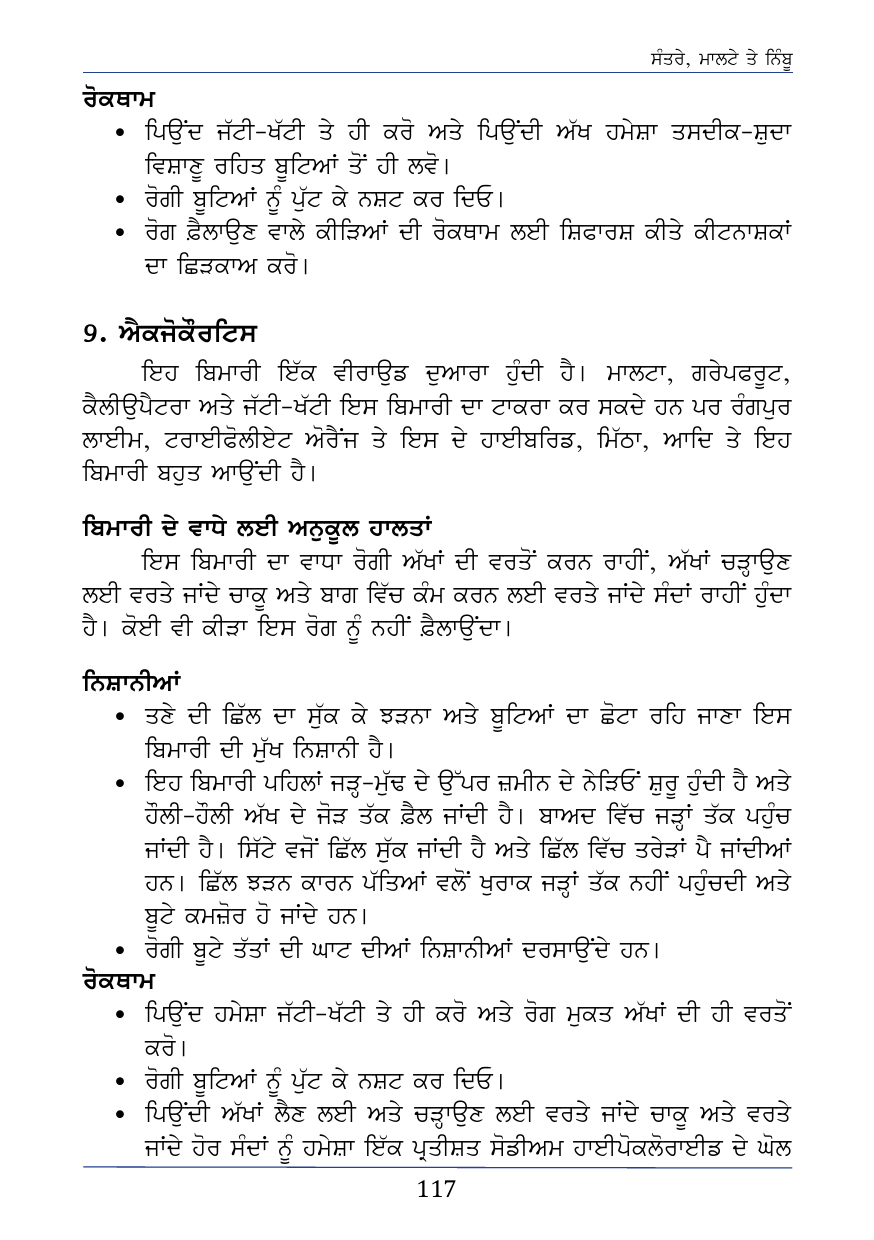 ਸੰਤਰੇ, ਮਾਲਟੇ ਤੇ ਨਿੰਬੂ
ਰੋਕਥਾਮ
• ਪਿਉਂਦ ਜੱਟੀ-ਖੱਟੀ ਤੇ ਹੀ ਕਰੋ ਅਤੇ ਪਿਉਂਦੀ ਅੱਖ ਹਮੇਸ਼ਾ ਤਸਦੀਕ-ਸ਼ੁਦਾ
ਵਿਸ਼ਾਣੂ ਰਹਿਤ ਬੂਟਿਆਂ ਤੋਂ ਹੀ ਲਵੋ।
• ਰੋਗੀ ਬੂਟਿਆਂ ਨੂੰ ਪੁੱਟ ਕੇ ਨਸ਼ਟ ਕਰ ਦਿਓ।
• ਰੋਗ ਫ਼ੈਲਾਉਣ ਵਾਲੇ ਕੀੜਿਆਂ ਦੀ ਰੋਕਥਾਮ ਲਈ ਸ਼ਿਫਾਰਸ਼ ਕੀਤੇ ਕੀਟਨਾਸ਼ਕਾਂ
ਦਾ ਛਿੜਕਾਅ ਕਰੋ।
9. ਐਕਜੋਕੌਰਟਿਸ
ਇਹ ਬਿਮਾਰੀ ਇੱਕ ਵੀਰਾਉਡ ਦੁਆਰਾ ਹੁੰਦੀ ਹੈ। ਮਾਲਟਾ, ਗਰੇਪਫਰੂਟ,
ਕੈਲੀਉਪੈਟਰਾ ਅਤੇ ਜੱਟੀ-ਖੱਟੀ ਇਸ ਬਿਮਾਰੀ ਦਾ ਟਾਕਰਾ ਕਰ ਸਕਦੇ ਹਨ ਪਰ ਰੰਗਪੁਰ
ਲਾਈਮ, ਟਰਾਈਫੋਲੀਏਟ ਔਰੈਂਜ ਤੇ ਇਸ ਦੇ ਹਾਈਬਰਿਡ, ਮਿੱਠਾ, ਆਦਿ ਤੇ ਇਹ
ਬਿਮਾਰੀ ਬਹੁਤ ਆਉਂਦੀ ਹੈ।
ਬਿਮਾਰੀ ਦੇ ਵਾਧੇ ਲਈ ਅਨੁਕੂਲ ਹਾਲਤਾਂ
ਇਸ ਬਿਮਾਰੀ ਦਾ ਵਾਧਾ ਰੋਗੀ ਅੱਖਾਂ ਦੀ ਵਰਤੋਂ ਕਰਨ ਰਾਹੀਂ, ਅੱਖਾਂ ਚੜ੍ਹਾਉਣ
ਲਈ ਵਰਤੇ ਜਾਂਦੇ ਚਾਕੂ ਅਤੇ ਬਾਗ ਵਿੱਚ ਕੰਮ ਕਰਨ ਲਈ ਵਰਤੇ ਜਾਂਦੇ ਸੰਦਾਂ ਰਾਹੀਂ ਹੁੰਦਾ
ਹੈ। ਕੋਈ ਵੀ ਕੀੜਾ ਇਸ ਰੋਗ ਨੂੰ ਨਹੀਂ ਫ਼ੈਲਾਉਂਦਾ।
ਨਿਸ਼ਾਨੀਆਂ
• ਤਣੇ ਦੀ ਛਿੱਲ ਦਾ ਸੁੱਕ ਕੇ ਝੜਨਾ ਅਤੇ ਬੂਟਿਆਂ ਦਾ ਛੋਟਾ ਰਹਿ ਜਾਣਾ ਇਸ
ਬਿਮਾਰੀ ਦੀ ਮੁੱਖ ਨਿਸ਼ਾਨੀ ਹੈ।
• ਇਹ ਬਿਮਾਰੀ ਪਹਿਲਾਂ ਜੜ੍ਹ-ਮੁੱਢ ਦੇ ਉੱਪਰ ਜ਼ਮੀਨ ਦੇ ਨੇੜਿਓਂ ਸ਼ੁਰੂ ਹੁੰਦੀ ਹੈ ਅਤੇ
ਹੌਲੀ-ਹੌਲੀ ਅੱਖ ਦੇ ਜੋੜ ਤੱਕ ਫ਼ੈਲ ਜਾਂਦੀ ਹੈ। ਬਾਅਦ ਵਿੱਚ ਜੜ੍ਹਾਂ ਤੱਕ ਪਹੁੰਚ
ਜਾਂਦੀ ਹੈ। ਸਿੱਟੇ ਵਜੋਂ ਛਿੱਲ ਸੁੱਕ ਜਾਂਦੀ ਹੈ ਅਤੇ ਛਿੱਲ ਵਿੱਚ ਤਰੇੜਾਂ ਪੈ ਜਾਂਦੀਆਂ
ਹਨ। ਛਿੱਲ ਝੜਨ ਕਾਰਨ ਪੱਤਿਆਂ ਵਲੋਂ ਖੁਰਾਕ ਜੜ੍ਹਾਂ ਤੱਕ ਨਹੀਂ ਪਹੁੰਚਦੀ ਅਤੇ
ਬੂਟੇ ਕਮਜ਼ੋਰ ਹੋ ਜਾਂਦੇ ਹਨ।
• ਰੋਗੀ ਬੂਟੇ ਤੱਤਾਂ ਦੀ ਘਾਟ ਦੀਆਂ ਨਿਸ਼ਾਨੀਆਂ ਦਰਸਾਉਂਦੇ ਹਨ।
ਰੋਕਥਾਮ
• ਪਿਉਂਦ ਹਮੇਸ਼ਾ ਜੱਟੀ-ਖੱਟੀ ਤੇ ਹੀ ਕਰੋ ਅਤੇ ਰੋਗ ਮੁਕਤ ਅੱਖਾਂ ਦੀ ਹੀ ਵਰਤੋਂ
ਕਰੋ।
• ਰੋਗੀ ਬੂਟਿਆਂ ਨੂੰ ਪੁੱਟ ਕੇ ਨਸ਼ਟ ਕਰ ਦਿਓ।
• ਪਿਉਂਦੀ ਅੱਖਾਂ ਲੈਣ ਲਈ ਅਤੇ ਚੜ੍ਹਾਉਣ ਲਈ ਵਰਤੇ ਜਾਂਦੇ ਚਾਕੂ ਅਤੇ ਵਰਤੇ
ਜਾਂਦੇ ਹੋਰ ਸੰਦਾਂ ਨੂੰ ਹਮੇਸ਼ਾ ਇੱਕ ਪ੍ਰਤੀਸ਼ਤ ਸੋਡੀਅਮ ਹਾਈਪੋਕਲੋਰਾਈਡ ਦੇ ਘੋਲ
117